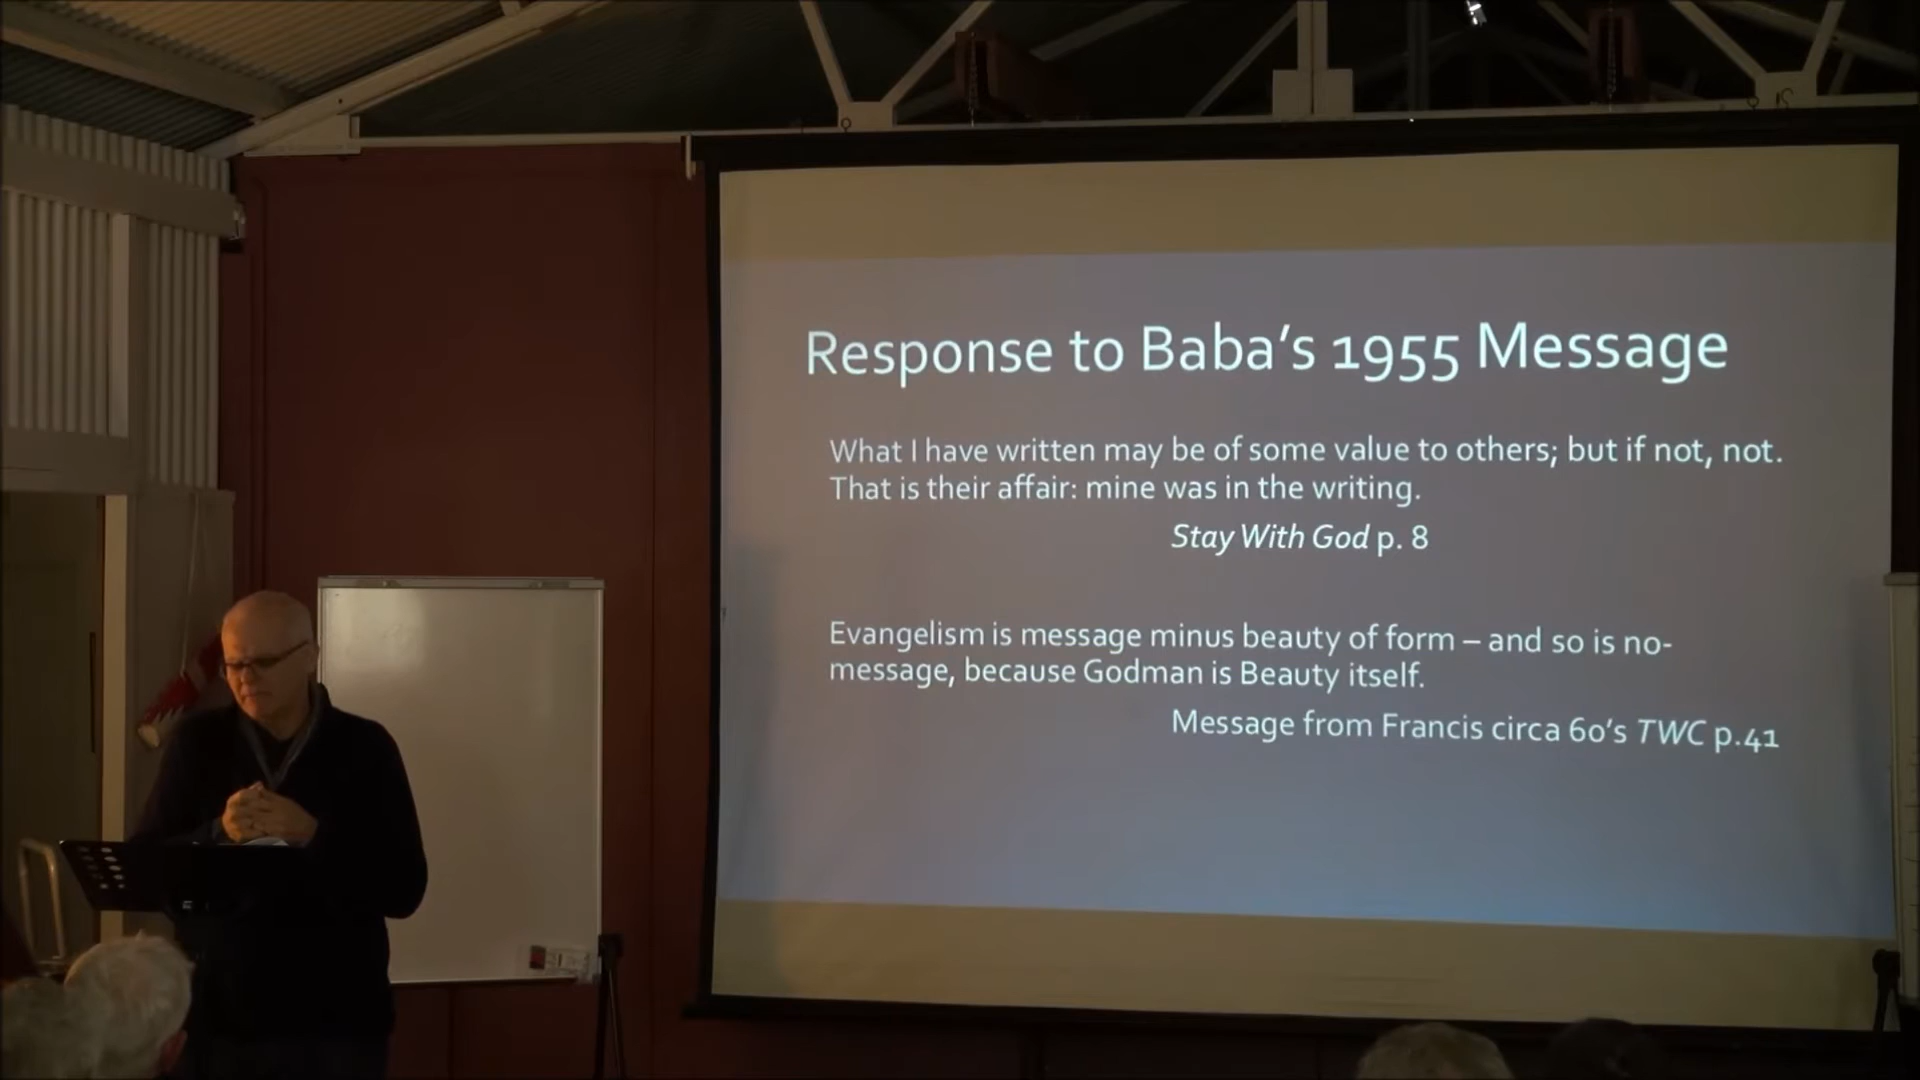 Response to Baba's 1955 Message
What I have written may be of some value to others; but if not, not.
That is their affair: mine was in the writing.
Stay With God p. 8
Evangelism is message minus beauty of form – and so is no-
message, because Godman is Beauty itself.
Message from Francis circa 60's TWC p.41